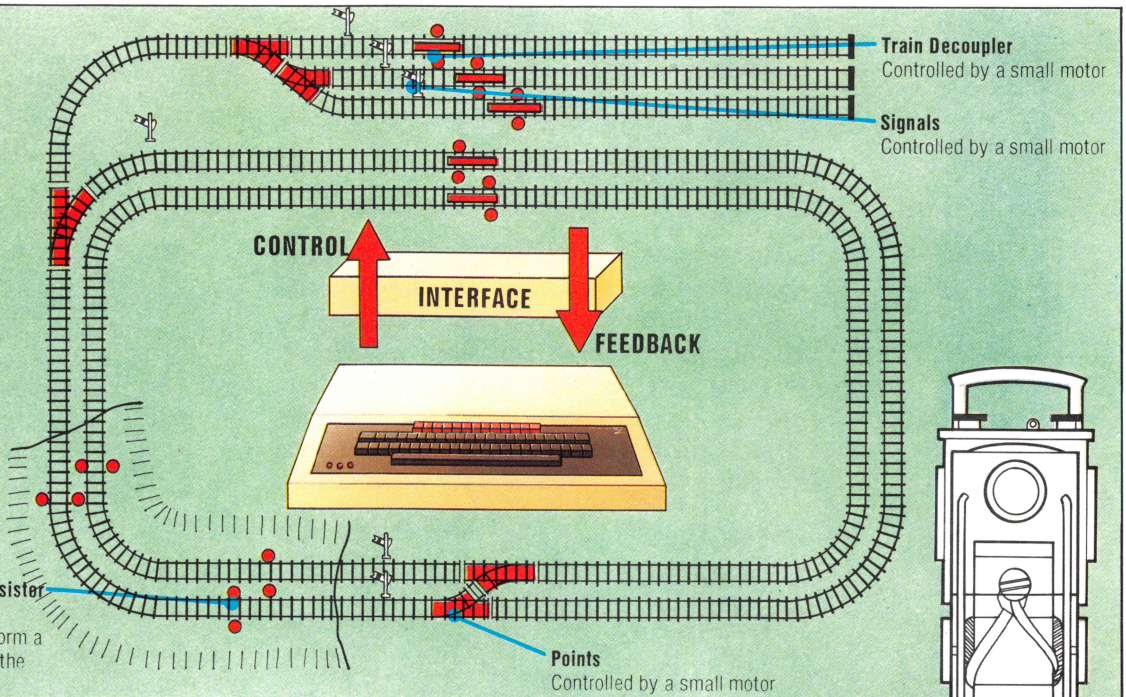 Train Decoupler
Controlled by a small motor
Signals
Controlled by a small motor
CONTROL
INTERFACE
FEEDBACK
sistor
orm a
the
Points
Controlled by a small motor